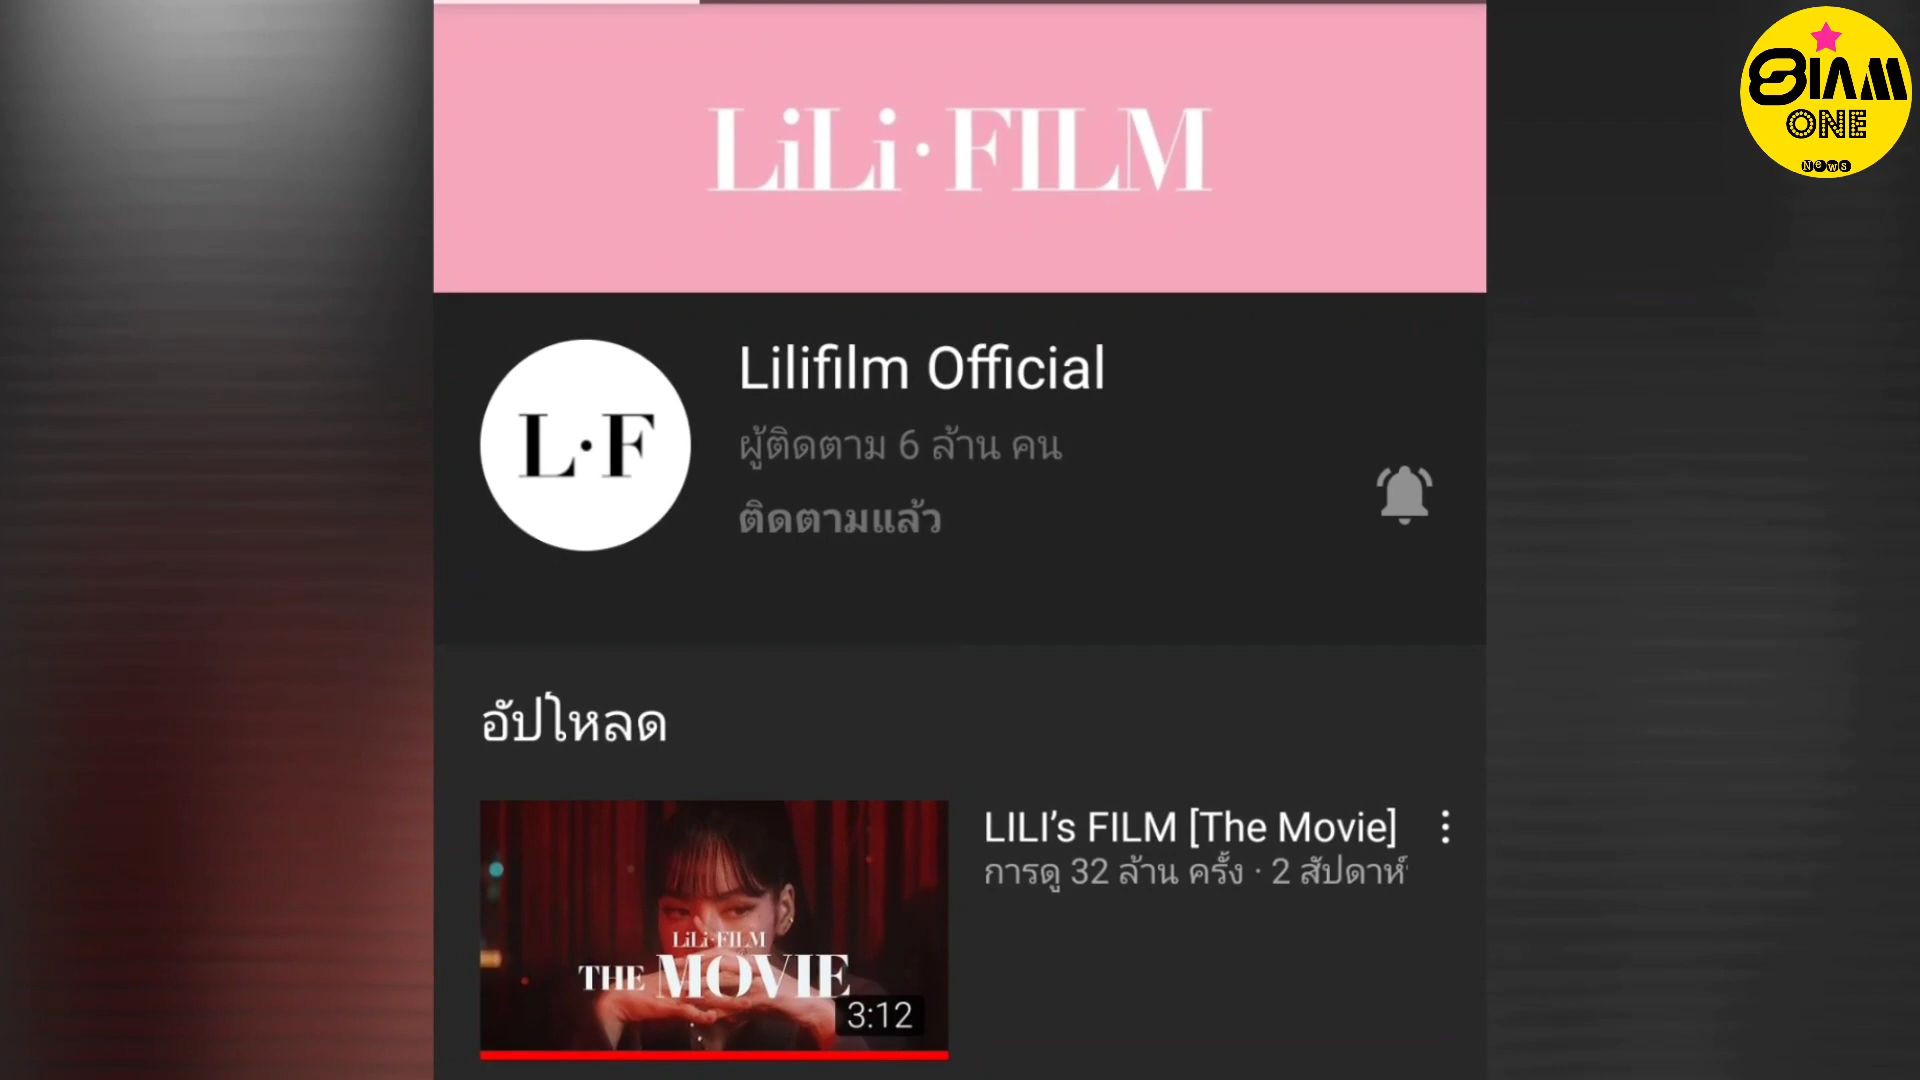 LiLi·FILM
SIAM
ONE
News
L·F
Lilifilm Official
ผู้ติดตาม 6 ล้าน คน
ติดตามแล้ว
อัปโหลด
LiLi·FILM
THE MOVIE
3:12
LILI’s FILM [The Movie]
การดู 32 ล้าน ครั้ง · 2 สัปดาห์